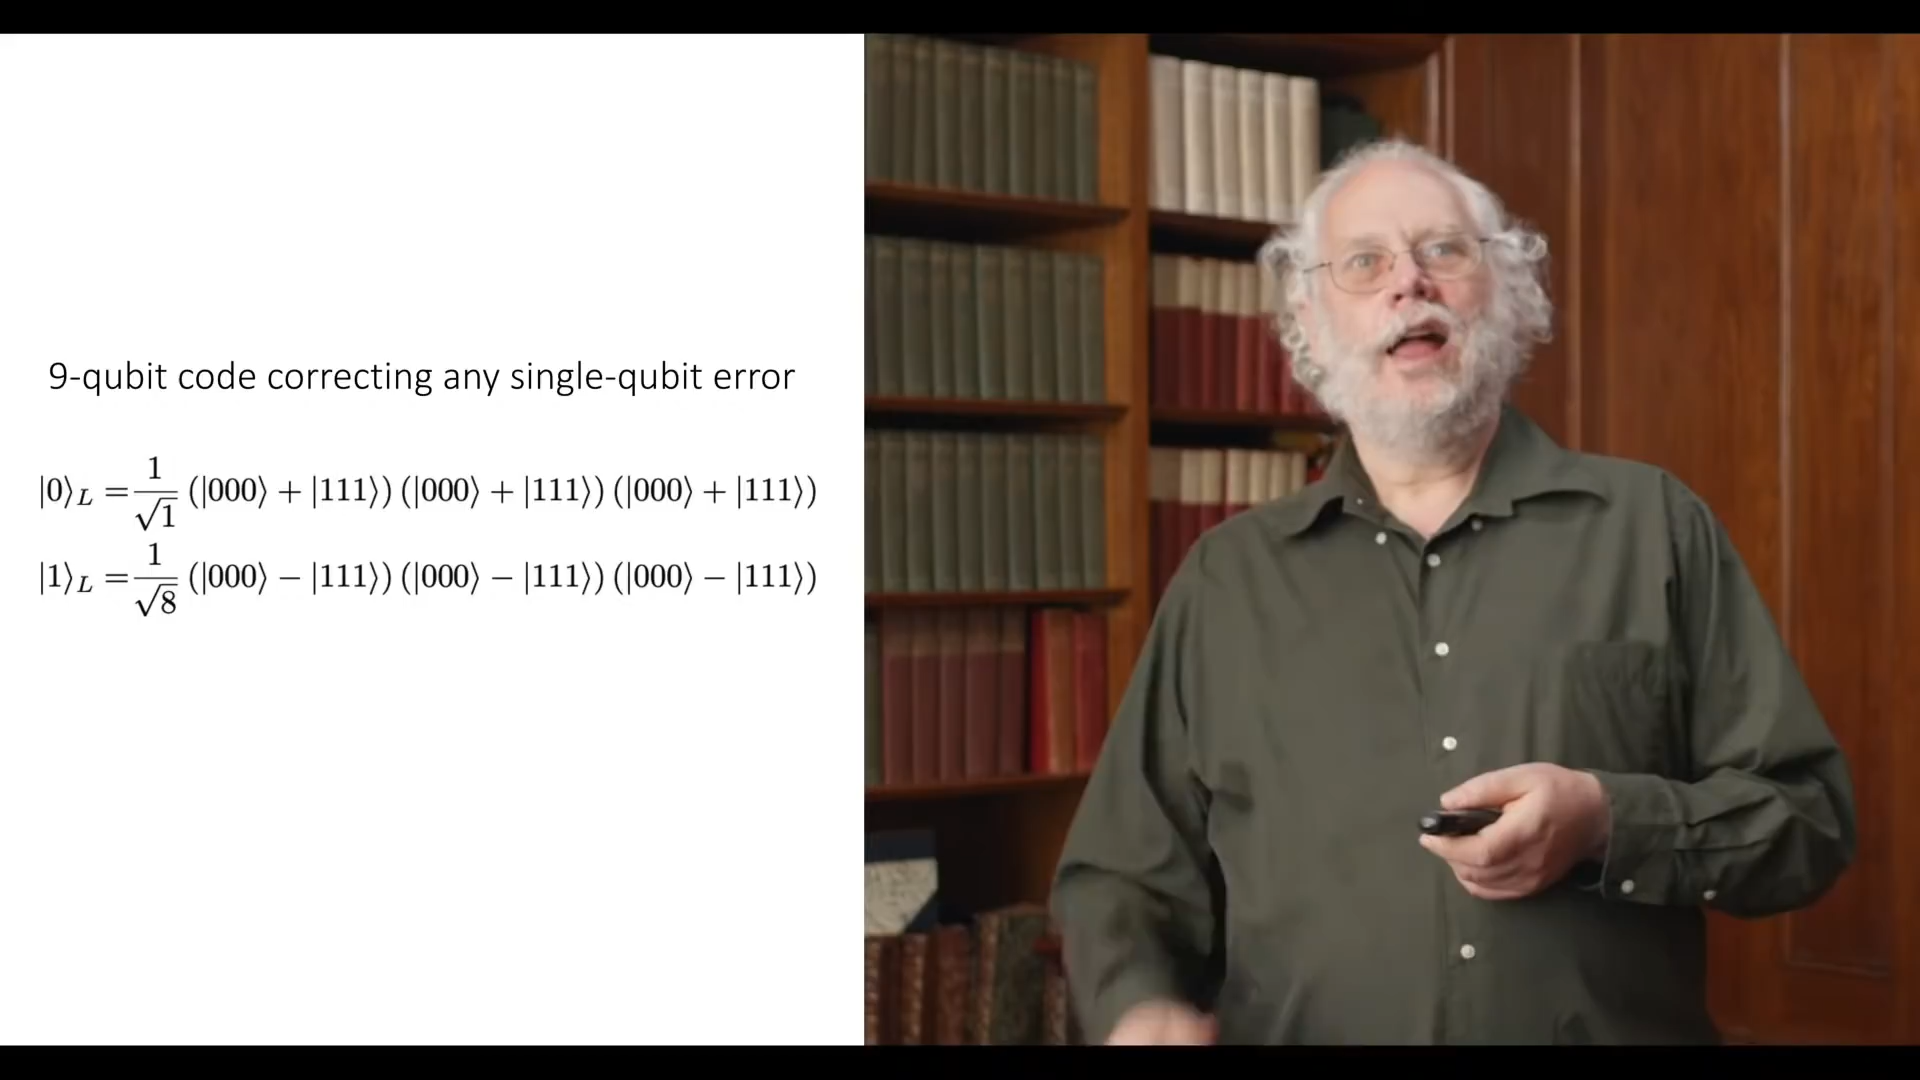 9-qubit code correcting any single-qubit error
|0⟩_L = 1/√1 (|000⟩ + |111⟩) (|000⟩ + |111⟩) (|000⟩ + |111⟩)
|1⟩_L = 1/√8 (|000⟩ − |111⟩) (|000⟩ − |111⟩) (|000⟩ − |111⟩)